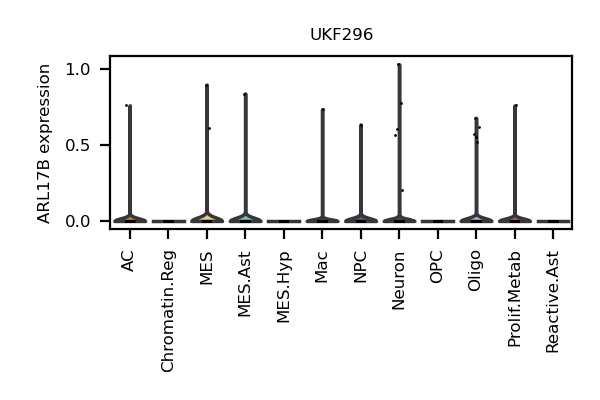 UKF296
ARL17B expression
1.0
0.5
0.0
AC
Chromatin.Reg
MES
MES.Ast
MES.Hyp
Mac
NPC
Neuron
OPC
Oligo
Prolif.Metab
Reactive.Ast